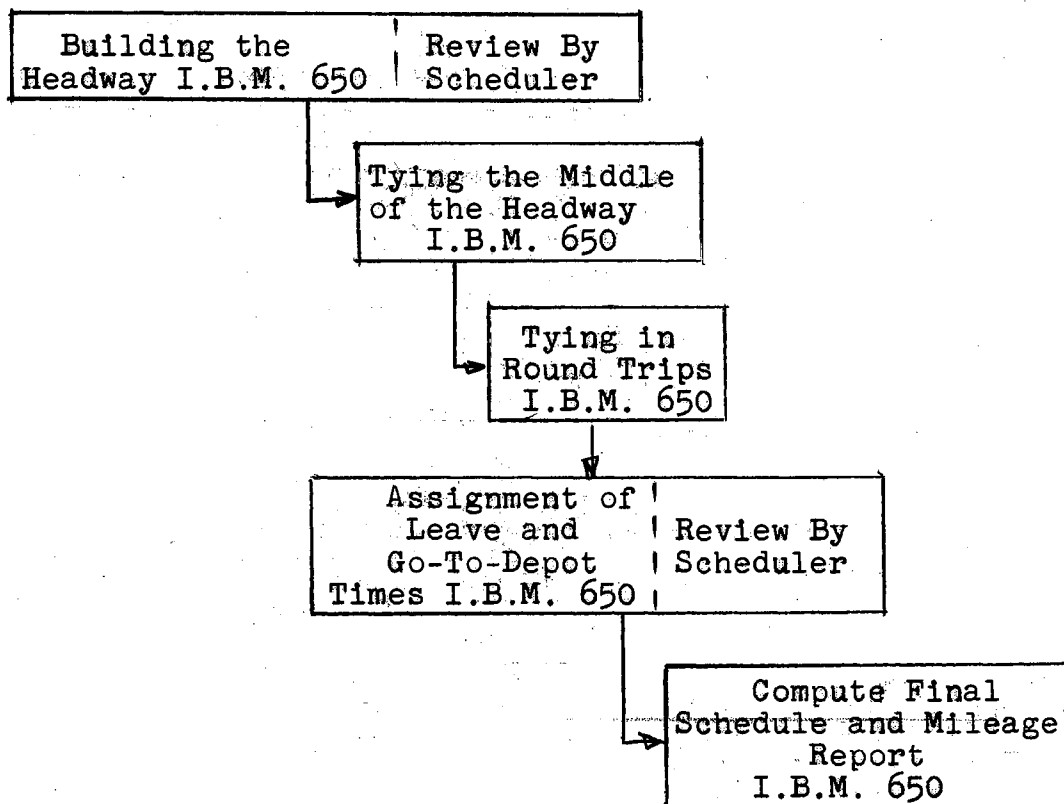 Building the
Headway I.B.M. 650
Review By
Scheduler
Tying the Middle
of the Headway
I.B.M. 650
Tying in
Round Trips
I.B.M. 650
Assignment of
Leave and
Go-To-Depot
Times I.B.M. 650
Review By
Scheduler
Compute Final
Schedule and Mileage
Report
I.B.M. 650